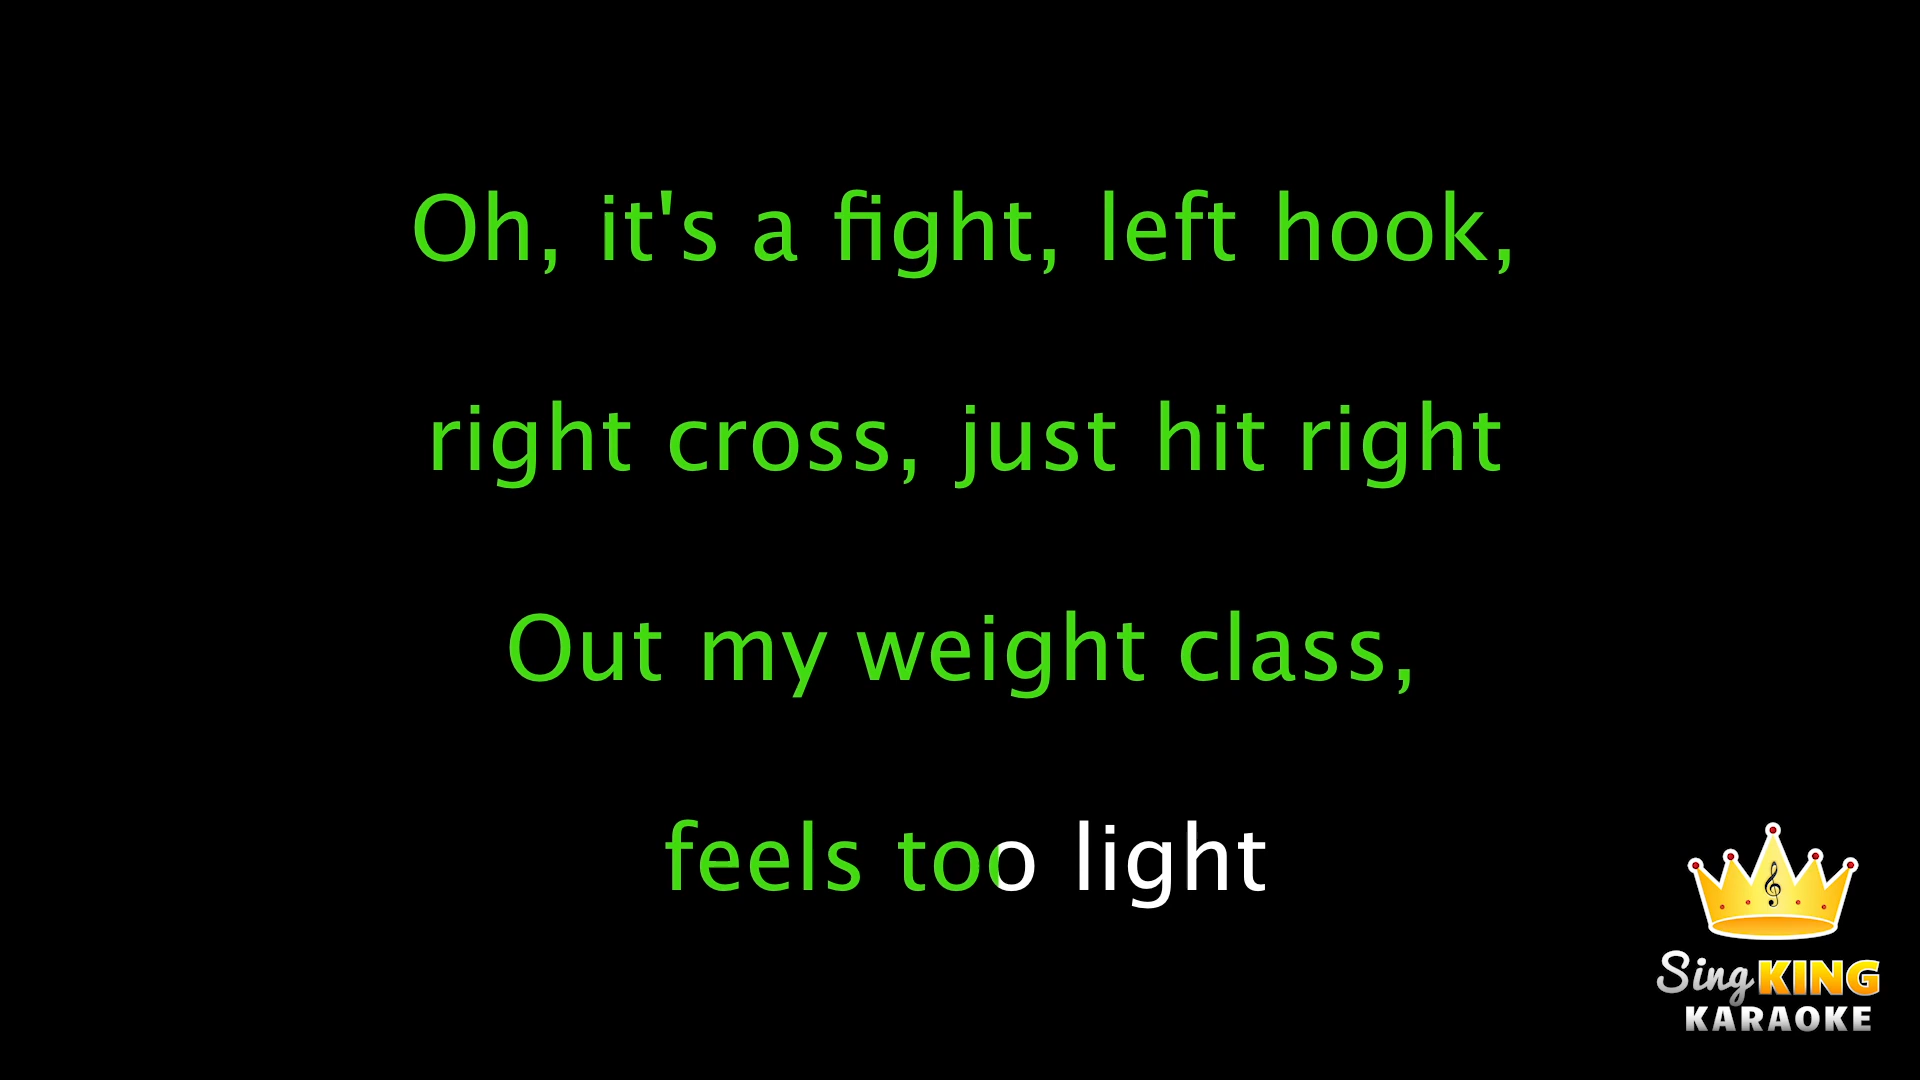 Oh, it's a fight, left hook,
right cross, just hit right
Out my weight class,
feels too light
Sing KING
KARAOKE